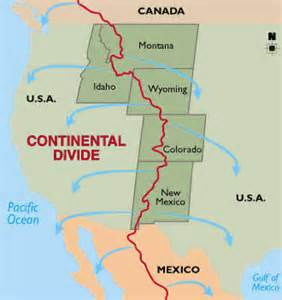 CANADA
N
Montana
Idaho
Wyoming
U.S.A.
CONTINENTAL
DIVIDE
Colorado
New
Mexico
U.S.A.
Pacific
Ocean
MEXICO
Gulf of
Mexico